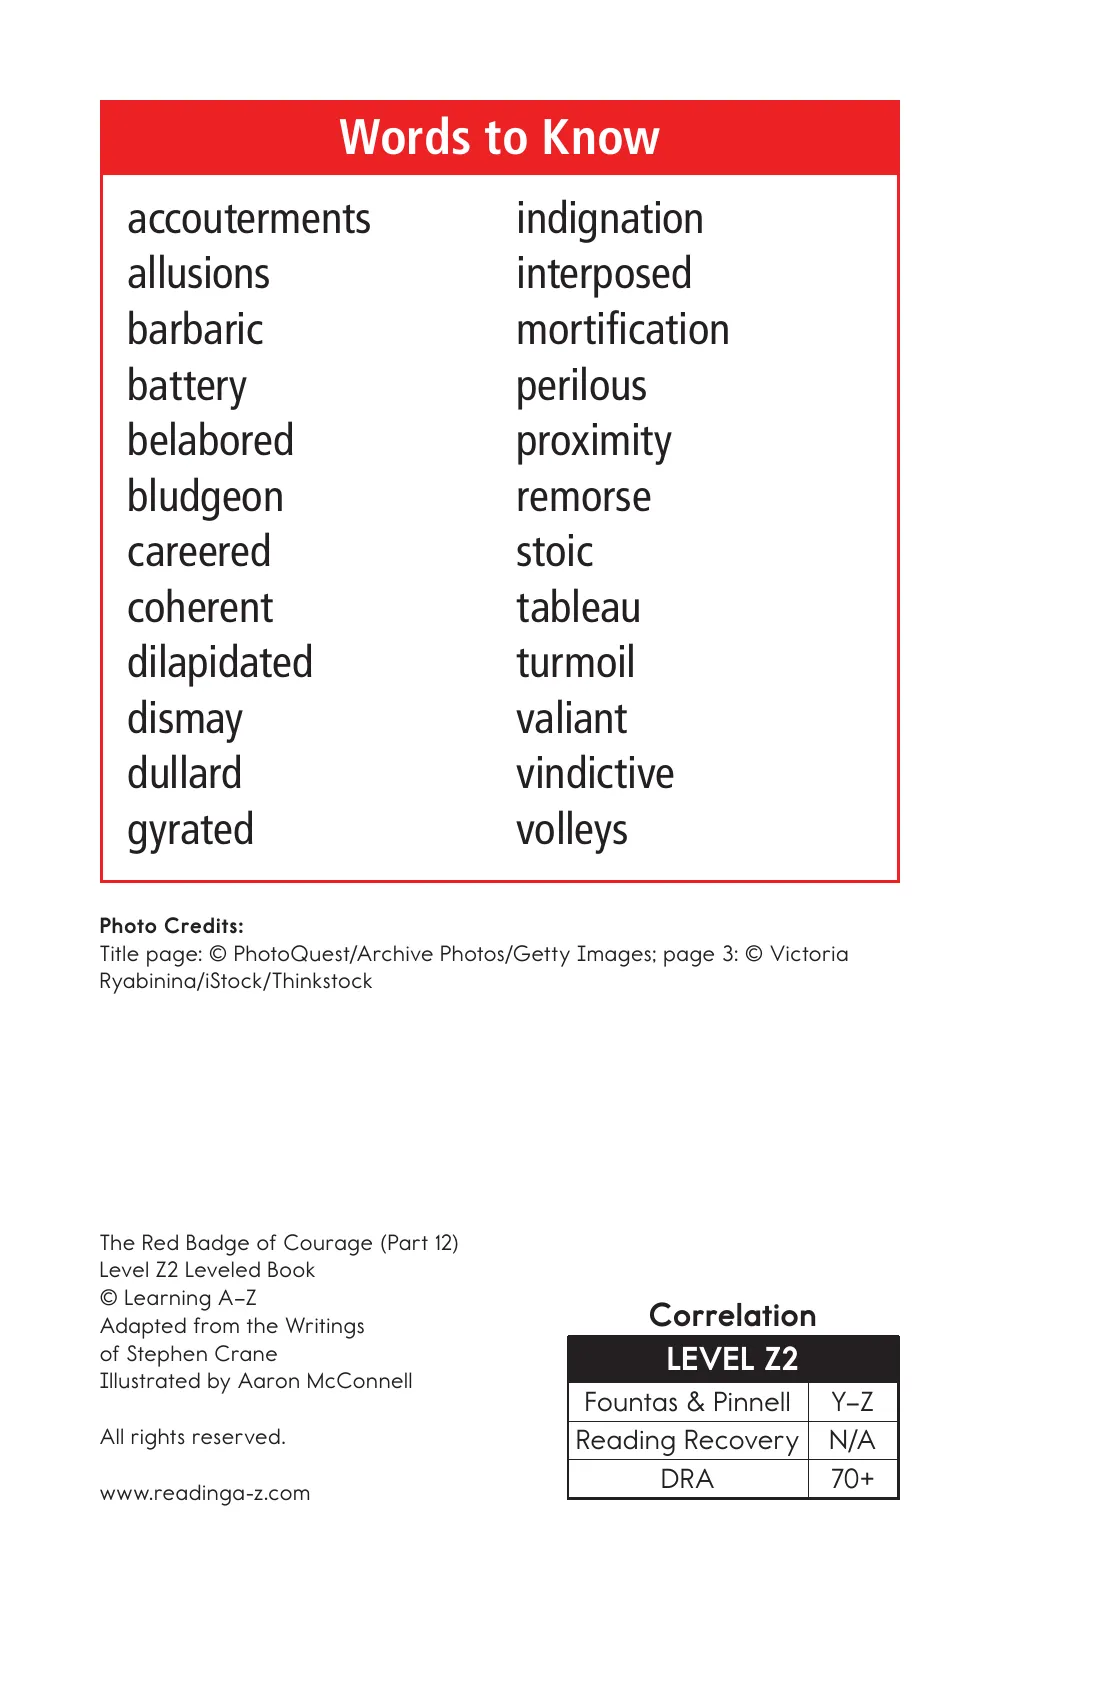 Words to Know
accouterments
allusions
barbaric
battery
belabored
bludgeon
careered
coherent
dilapidated
dismay
dullard
gyrated
indignation
interposed
mortification
perilous
proximity
remorse
stoic
tableau
turmoil
valiant
vindictive
volleys
Photo Credits:
Title page: © PhotoQuest/Archive Photos/Getty Images; page 3: © Victoria
Ryabinina/iStock/Thinkstock
The Red Badge of Courage (Part 12)
Level Z2 Leveled Book
© Learning A–Z
Adapted from the Writings
of Stephen Crane
Illustrated by Aaron McConnell
All rights reserved.
www.readinga-z.com
Correlation
LEVEL Z2
Fountas & Pinnell Y–Z
Reading Recovery N/A
DRA 70+